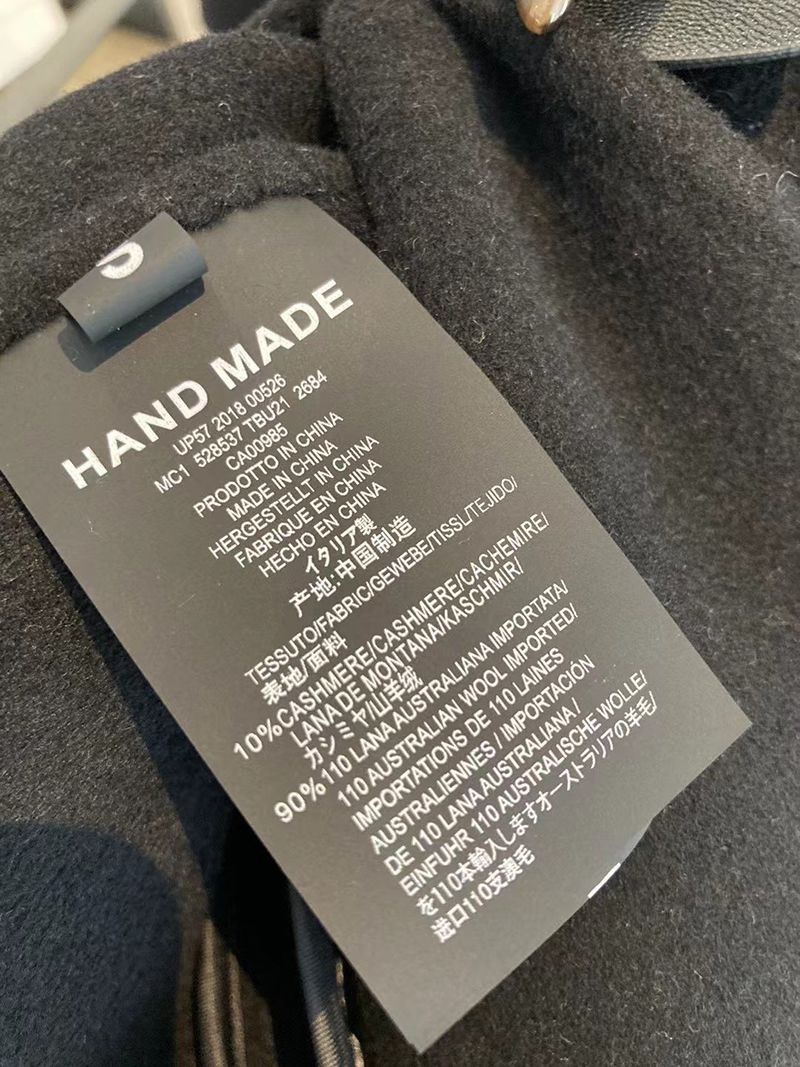 S
HAND MADE
UP57 2018 00526
MC1 528537 TBU21 2684
CA00985
PRODOTTO IN CHINA
MADE IN CHINA
HERGESTELLT IN CHINA
FABRIQUE EN CHINA
HECHO EN CHINA
イタリア製
产地:中国制造
TESSUTO/FABRIC/GEWEBE/TISSL/TEJIDO/
表地/面料
10%CASHMERE/CASHMERE/CACHEMIRE/
LANA DE MONTANA/KASCHMIR/
カシミヤ/山羊绒
90%110 LANA AUSTRALIANA IMPORTATA/
110 AUSTRALIAN WOOL IMPORTED/
IMPORTATIONS DE 110 LAINES
AUSTRALIENNES / IMPORTACIÓN
DE 110 LANA AUSTRALIANA/
EINFUHR 110 AUSTRALISCHE WOLLE/
を110本輸入しますオーストラリアの羊毛/
进口110支澳毛